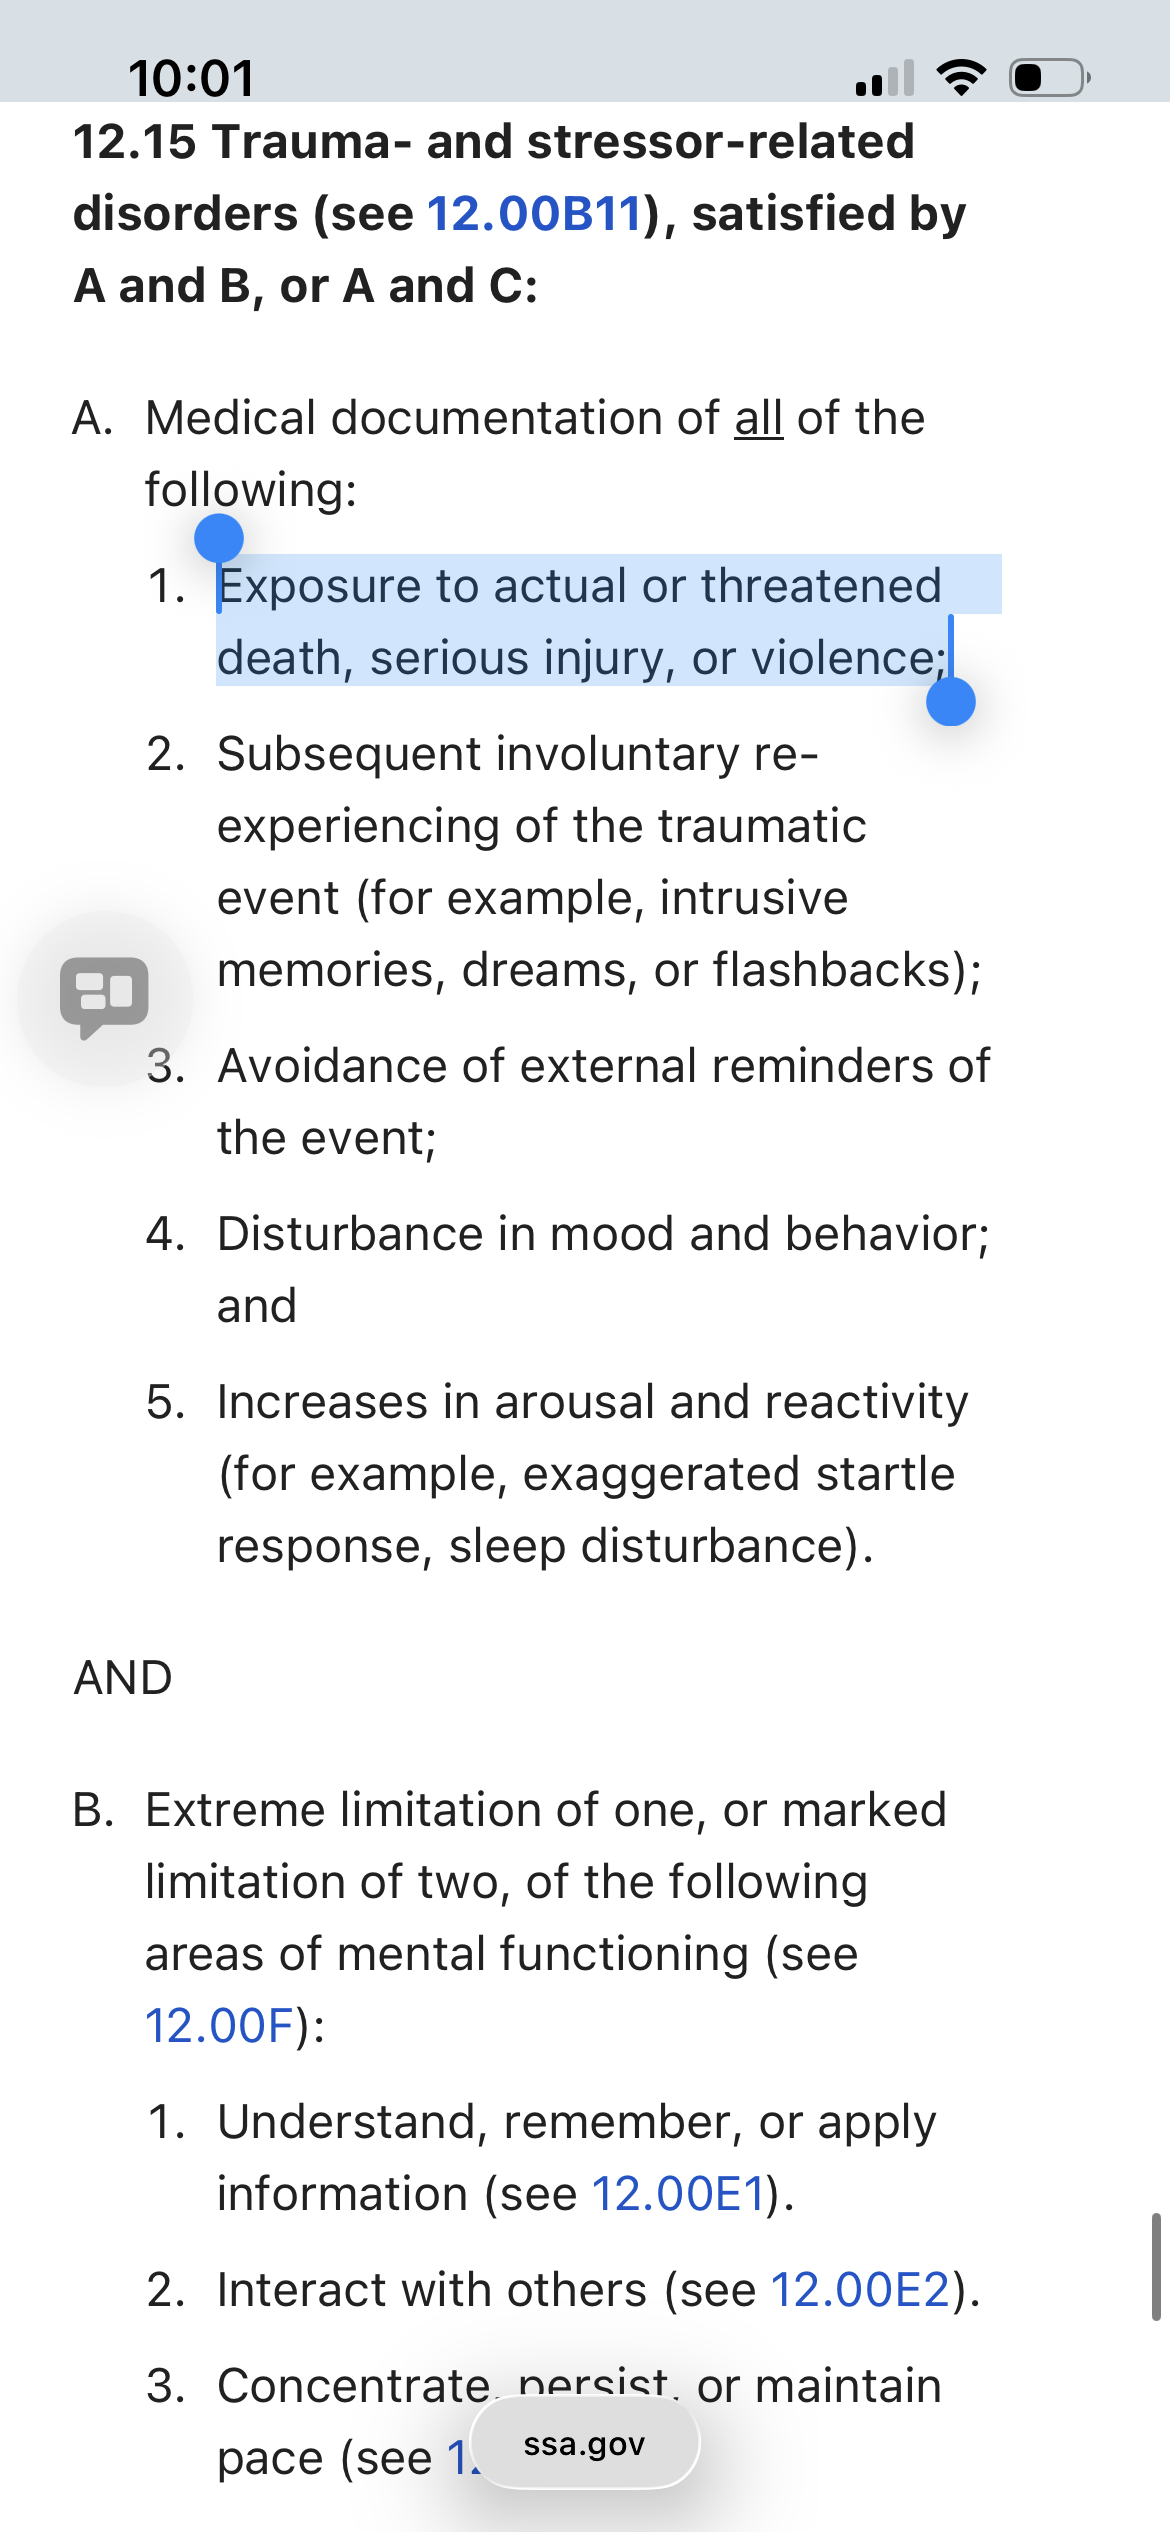 10:01
12.15 Trauma- and stressor-related
disorders (see 12.00B11), satisfied by
A and B, or A and C:
A. Medical documentation of all of the
following:
1. Exposure to actual or threatened
death, serious injury, or violence;
2. Subsequent involuntary re-
experiencing of the traumatic
event (for example, intrusive
memories, dreams, or flashbacks);
3. Avoidance of external reminders of
the event;
4. Disturbance in mood and behavior;
and
5. Increases in arousal and reactivity
(for example, exaggerated startle
response, sleep disturbance).
AND
B. Extreme limitation of one, or marked
limitation of two, of the following
areas of mental functioning (see
12.00F):
1. Understand, remember, or apply
information (see 12.00E1).
2. Interact with others (see 12.00E2).
3. Concentrate, persist, or maintain
pace (see
ssa.gov